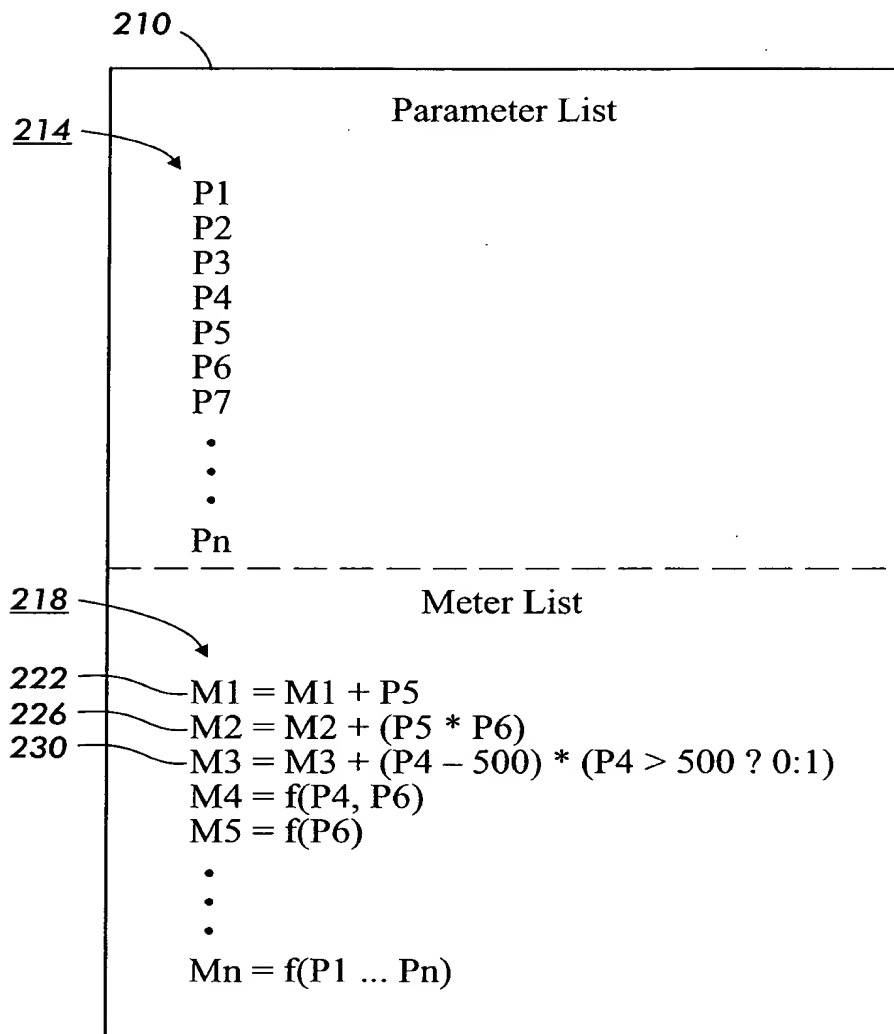 210
Parameter List
214
P1
P2
P3
P4
P5
P6
P7
•
•
•
Pn
Meter List
218
222 M1 = M1 + P5
226 M2 = M2 + (P5 * P6)
230 M3 = M3 + (P4 – 500) * (P4 > 500 ? 0:1)
M4 = f(P4, P6)
M5 = f(P6)
•
•
•
Mn = f(P1 ... Pn)